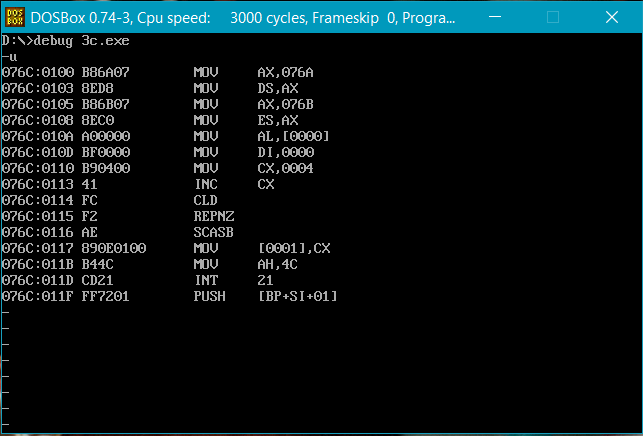 DOS
BOX
DOSBox 0.74-3, Cpu speed: 3000 cycles, Frameskip 0, Progra...
D:\>debug 3c.exe
-u
076C:0100 B86A07 MOV AX,076A
076C:0103 8ED8 MOV DS,AX
076C:0105 B86B07 MOV AX,076B
076C:0108 8EC0 MOV ES,AX
076C:010A A00000 MOV AL,[0000]
076C:010D BF0000 MOV DI,0000
076C:0110 B90400 MOV CX,0004
076C:0113 41 INC CX
076C:0114 FC CLD
076C:0115 F2 REPNZ
076C:0116 AE SCASB
076C:0117 890E0100 MOV [0001],CX
076C:011B B44C MOV AH,4C
076C:011D CD21 INT 21
076C:011F FF7201 PUSH [BP+SI+01]
-
-
-
-
-
-
-
-